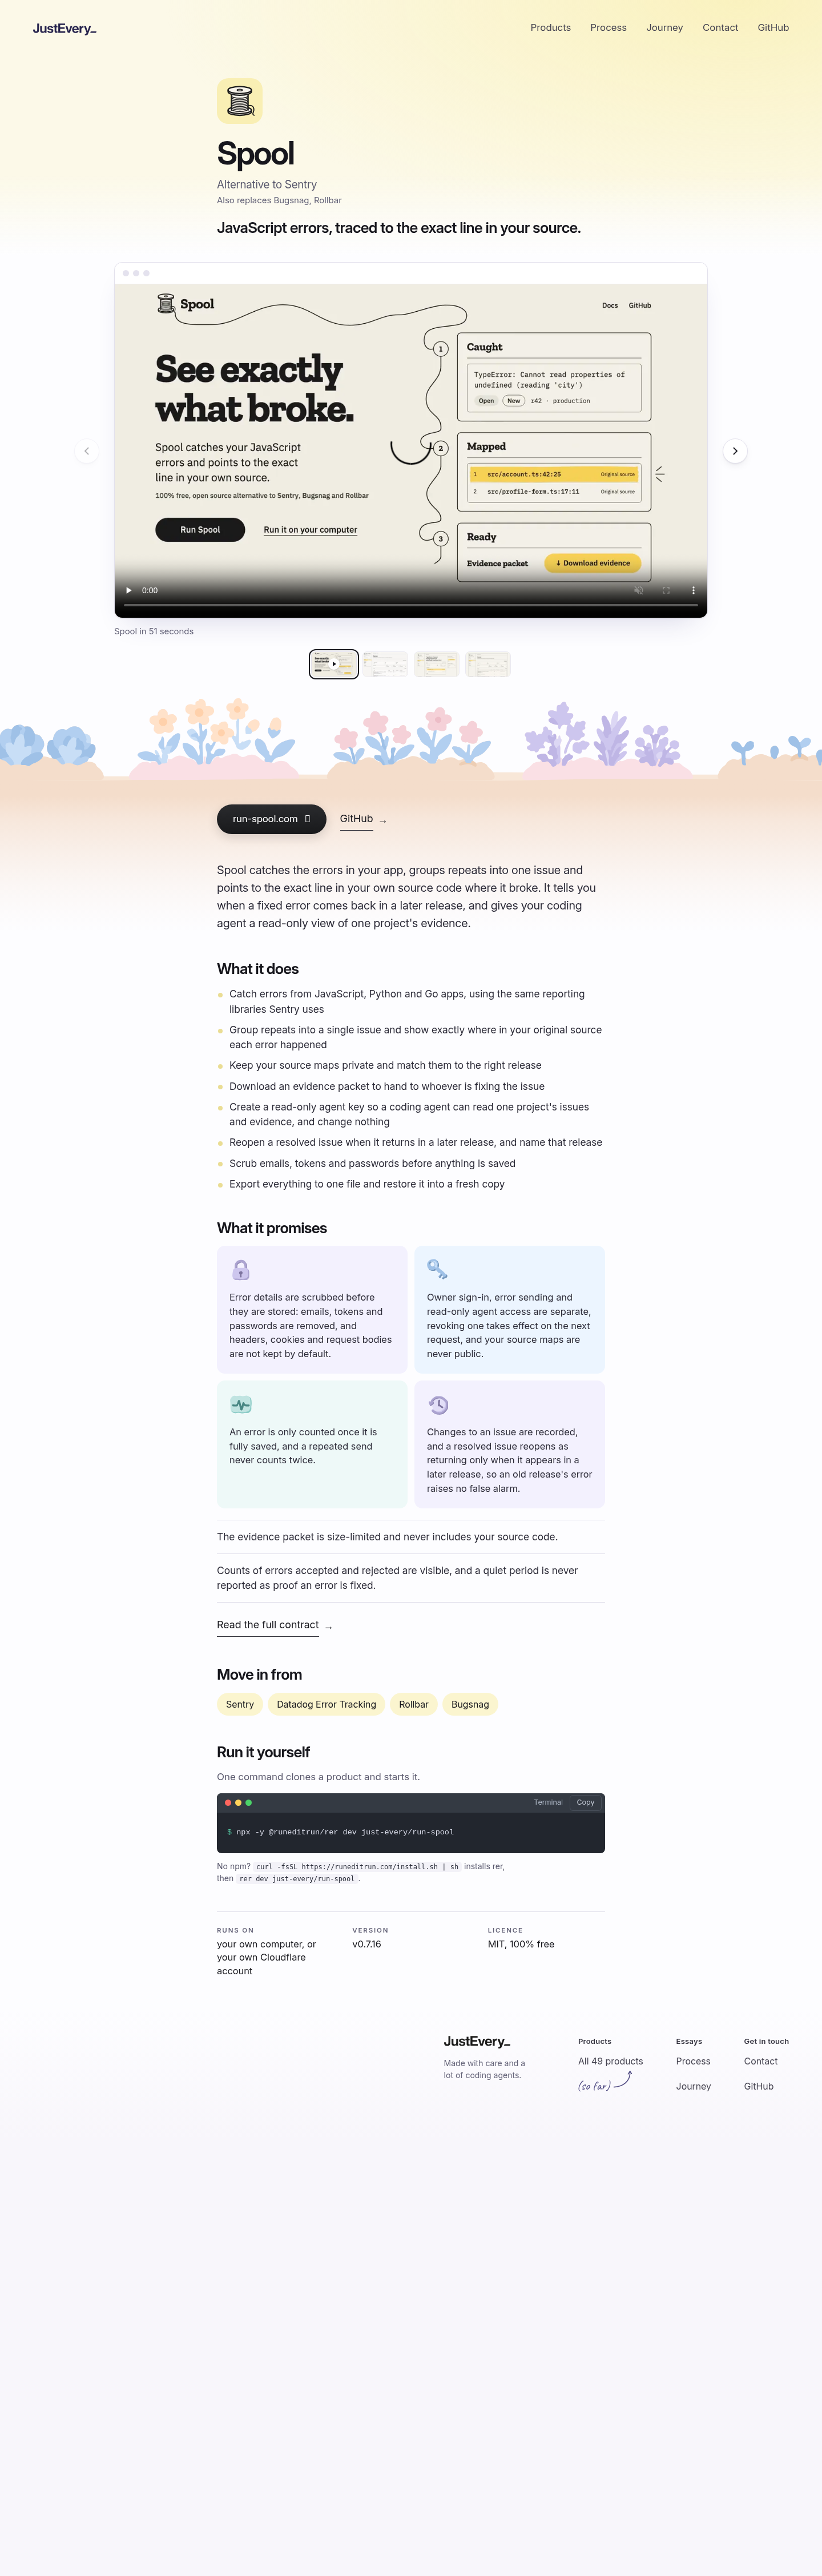 JustEvery_
Products
Process
Journey
Contact
GitHub
Spool
Alternative to Sentry
Also replaces Bugsnag, Rollbar
JavaScript errors, traced to the exact line in your source.
Spool
Docs
GitHub
See exactly
what broke.
Spool catches your JavaScript
errors and points to the exact
line in your own source.
100% free, open source alternative to Sentry, Bugsnag and Rollbar
Run Spool
Run it on your computer
1
Caught
TypeError: Cannot read properties of
undefined (reading 'city')
Open
New
r42 · production
2
Mapped
1 src/account.ts:42:25 Original source
2 src/profile-form.ts:17:11 Original source
3
Ready
Evidence packet
↓ Download evidence
0:00
Spool in 51 seconds
run-spool.com
GitHub →
Spool catches the errors in your app, groups repeats into one issue and
points to the exact line in your own source code where it broke. It tells you
when a fixed error comes back in a later release, and gives your coding
agent a read-only view of one project's evidence.
What it does
Catch errors from JavaScript, Python and Go apps, using the same reporting
libraries Sentry uses
Group repeats into a single issue and show exactly where in your original source
each error happened
Keep your source maps private and match them to the right release
Download an evidence packet to hand to whoever is fixing the issue
Create a read-only agent key so a coding agent can read one project's issues
and evidence, and change nothing
Reopen a resolved issue when it returns in a later release, and name that release
Scrub emails, tokens and passwords before anything is saved
Export everything to one file and restore it into a fresh copy
What it promises
Error details are scrubbed before
they are stored: emails, tokens and
passwords are removed, and
headers, cookies and request bodies
are not kept by default.
Owner sign-in, error sending and
read-only agent access are separate,
revoking one takes effect on the next
request, and your source maps are
never public.
An error is only counted once it is
fully saved, and a repeated send
never counts twice.
Changes to an issue are recorded,
and a resolved issue reopens as
returning only when it appears in a
later release, so an old release's error
raises no false alarm.
The evidence packet is size-limited and never includes your source code.
Counts of errors accepted and rejected are visible, and a quiet period is never
reported as proof an error is fixed.
Read the full contract →
Move in from
Sentry
Datadog Error Tracking
Rollbar
Bugsnag
Run it yourself
One command clones a product and starts it.
Terminal
Copy
$ npx -y @runeditrun/rer dev just-every/run-spool
No npm? curl -fsSL https://runeditrun.com/install.sh | sh installs rer,
then rer dev just-every/run-spool.
RUNS ON
your own computer, or
your own Cloudflare
account
VERSION
v0.7.16
LICENCE
MIT, 100% free
JustEvery_
Made with care and a
lot of coding agents.
Products
All 49 products
(so far)
Essays
Process
Journey
Get in touch
Contact
GitHub